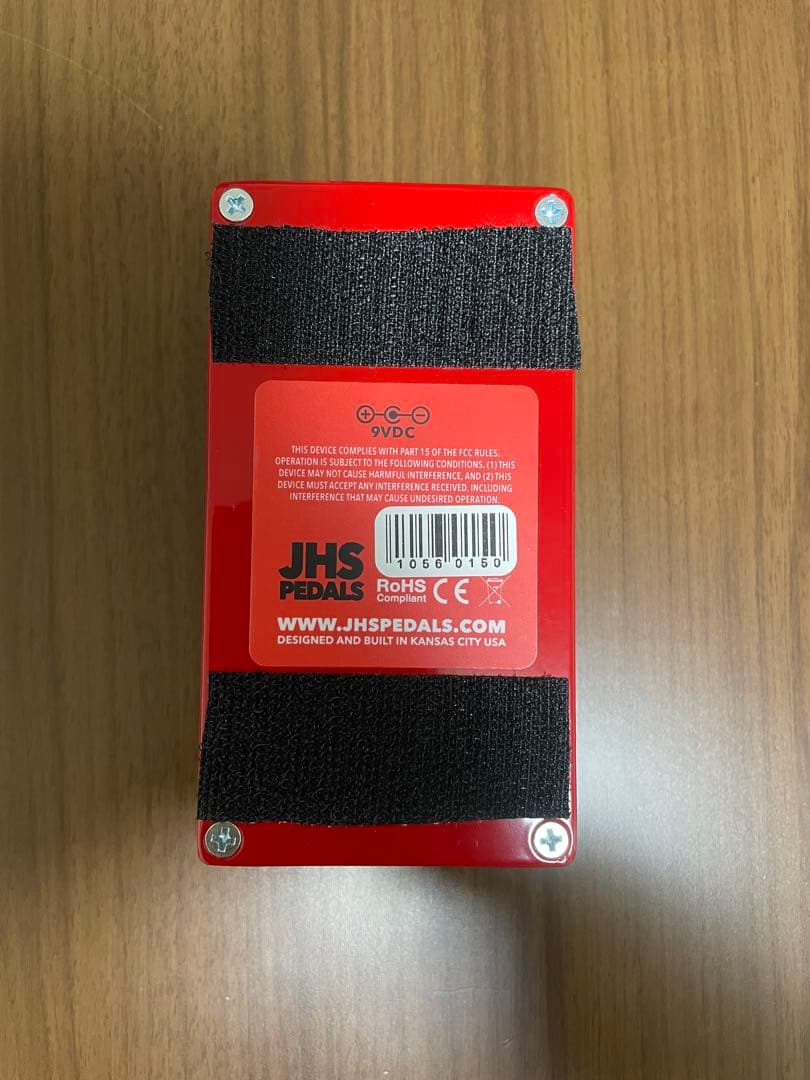 9VDC
THIS DEVICE COMPLIES WITH PART 15 OF THE FCC RULES.
OPERATION IS SUBJECT TO THE FOLLOWING CONDITIONS. (1) THIS
DEVICE MAY NOT CAUSE HARMFUL INTERFERENCE, AND (2) THIS
DEVICE MUST ACCEPT ANY INTERFERENCE RECEIVED, INCLUDING
INTERFERENCE THAT MAY CAUSE UNDESIRED OPERATION.
1056 0150
JHS
PEDALS
RoHS
Compliant CE
WWW.JHSPEDALS.COM
DESIGNED AND BUILT IN KANSAS CITY USA